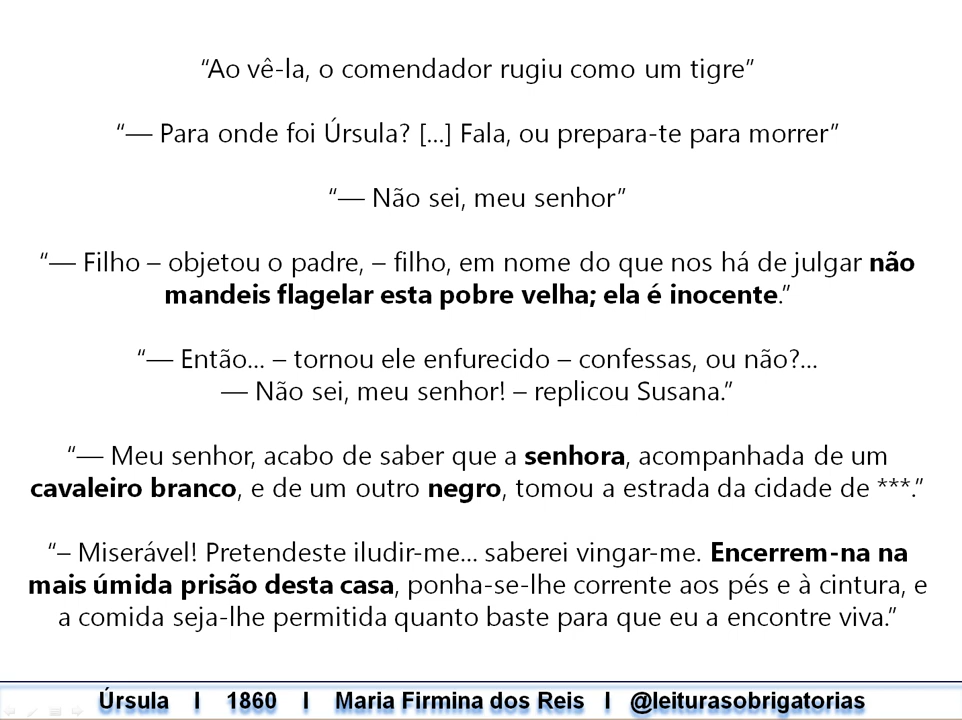 “Ao vê-la, o comendador rugiu como um tigre”
“— Para onde foi Úrsula? [...] Fala, ou prepara-te para morrer”
“— Não sei, meu senhor”
“— Filho – objetou o padre, – filho, em nome do que nos há de julgar não
mandeis flagelar esta pobre velha; ela é inocente.”
“— Então... – tornou ele enfurecido – confessas, ou não?...
— Não sei, meu senhor! – replicou Susana.”
“— Meu senhor, acabo de saber que a senhora, acompanhada de um
cavaleiro branco, e de um outro negro, tomou a estrada da cidade de ***.”
“– Miserável! Pretendeste iludir-me... saberei vingar-me. Encerrem-na na
mais úmida prisão desta casa, ponha-se-lhe corrente aos pés e à cintura, e
a comida seja-lhe permitida quanto baste para que eu a encontre viva.”
Úrsula I 1860 I Maria Firmina dos Reis I @leiturasobrigatorias